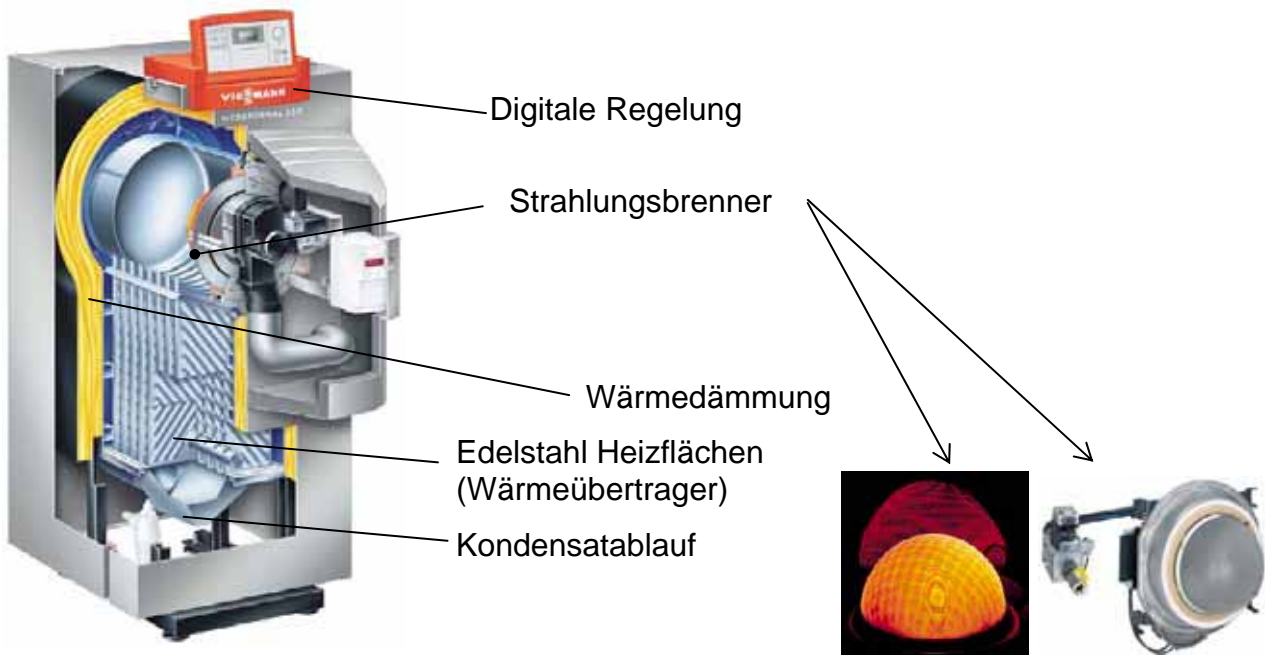 VIESMANN
Digitale Regelung
Strahlungsbrenner
Wärmedämmung
Edelstahl Heizflächen
(Wärmeübertrager)
Kondensatablauf